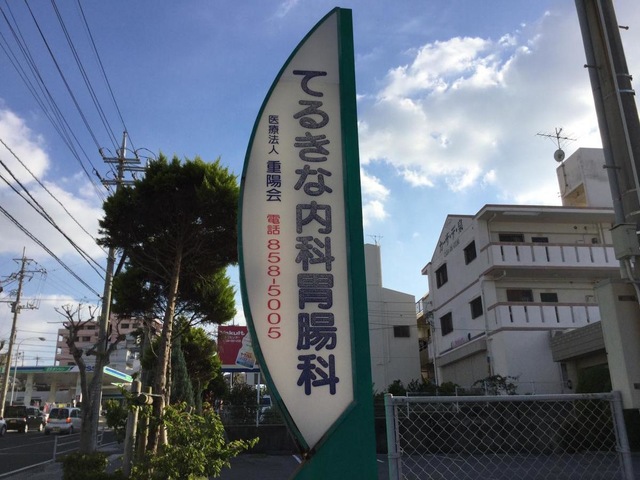 てるきな内科胃腸科
医療法人 重陽会
電話 858-5005